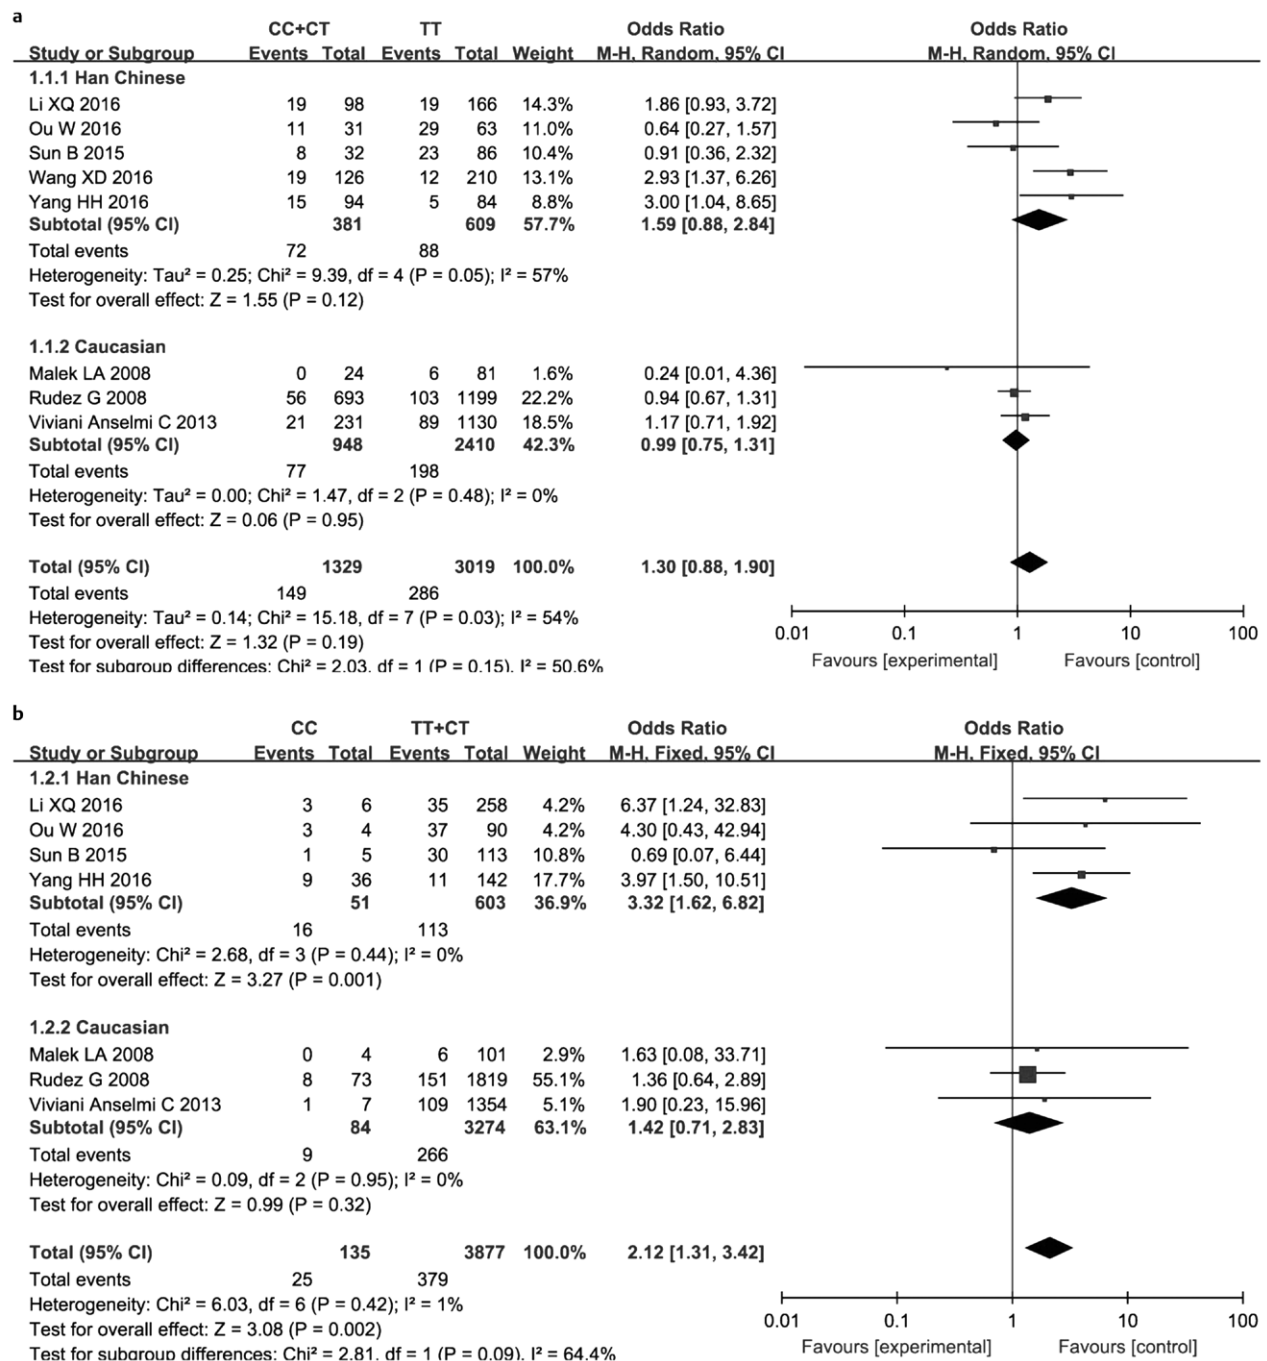 a
CC+CT TT Odds Ratio Odds Ratio
Study or Subgroup Events Total Events Total Weight M-H, Random, 95% CI M-H, Random, 95% CI
1.1.1 Han Chinese
Li XQ 2016 19 98 19 166 14.3% 1.86 [0.93, 3.72]
Ou W 2016 11 31 29 63 11.0% 0.64 [0.27, 1.57]
Sun B 2015 8 32 23 86 10.4% 0.91 [0.36, 2.32]
Wang XD 2016 19 126 12 210 13.1% 2.93 [1.37, 6.26]
Yang HH 2016 15 94 5 84 8.8% 3.00 [1.04, 8.65]
Subtotal (95% CI) 381 609 57.7% 1.59 [0.88, 2.84]
Total events 72 88
Heterogeneity: Tau² = 0.25; Chi² = 9.39, df = 4 (P = 0.05); I² = 57%
Test for overall effect: Z = 1.55 (P = 0.12)
1.1.2 Caucasian
Malek LA 2008 0 24 6 81 1.6% 0.24 [0.01, 4.36]
Rudez G 2008 56 693 103 1199 22.2% 0.94 [0.67, 1.31]
Viviani Anselmi C 2013 21 231 89 1130 18.5% 1.17 [0.71, 1.92]
Subtotal (95% CI) 948 2410 42.3% 0.99 [0.75, 1.31]
Total events 77 198
Heterogeneity: Tau² = 0.00; Chi² = 1.47, df = 2 (P = 0.48); I² = 0%
Test for overall effect: Z = 0.06 (P = 0.95)
Total (95% CI) 1329 3019 100.0% 1.30 [0.88, 1.90]
Total events 149 286
Heterogeneity: Tau² = 0.14; Chi² = 15.18, df = 7 (P = 0.03); I² = 54%
Test for overall effect: Z = 1.32 (P = 0.19)
Test for subgroup differences: Chi² = 2.03, df = 1 (P = 0.15), I² = 50.6%
0.01 0.1 1 10 100
Favours [experimental] Favours [control]
b
CC TT+CT Odds Ratio Odds Ratio
Study or Subgroup Events Total Events Total Weight M-H, Fixed, 95% CI M-H, Fixed, 95% CI
1.2.1 Han Chinese
Li XQ 2016 3 6 35 258 4.2% 6.37 [1.24, 32.83]
Ou W 2016 3 4 37 90 4.2% 4.30 [0.43, 42.94]
Sun B 2015 1 5 30 113 10.8% 0.69 [0.07, 6.44]
Yang HH 2016 9 36 11 142 17.7% 3.97 [1.50, 10.51]
Subtotal (95% CI) 51 603 36.9% 3.32 [1.62, 6.82]
Total events 16 113
Heterogeneity: Chi² = 2.68, df = 3 (P = 0.44); I² = 0%
Test for overall effect: Z = 3.27 (P = 0.001)
1.2.2 Caucasian
Malek LA 2008 0 4 6 101 2.9% 1.63 [0.08, 33.71]
Rudez G 2008 8 73 151 1819 55.1% 1.36 [0.64, 2.89]
Viviani Anselmi C 2013 1 7 109 1354 5.1% 1.90 [0.23, 15.96]
Subtotal (95% CI) 84 3274 63.1% 1.42 [0.71, 2.83]
Total events 9 266
Heterogeneity: Chi² = 0.09, df = 2 (P = 0.95); I² = 0%
Test for overall effect: Z = 0.99 (P = 0.32)
Total (95% CI) 135 3877 100.0% 2.12 [1.31, 3.42]
Total events 25 379
Heterogeneity: Chi² = 6.03, df = 6 (P = 0.42); I² = 1%
Test for overall effect: Z = 3.08 (P = 0.002)
Test for subgroup differences: Chi² = 2.81, df = 1 (P = 0.09), I² = 64.4%
0.01 0.1 1 10 100
Favours [experimental] Favours [control]